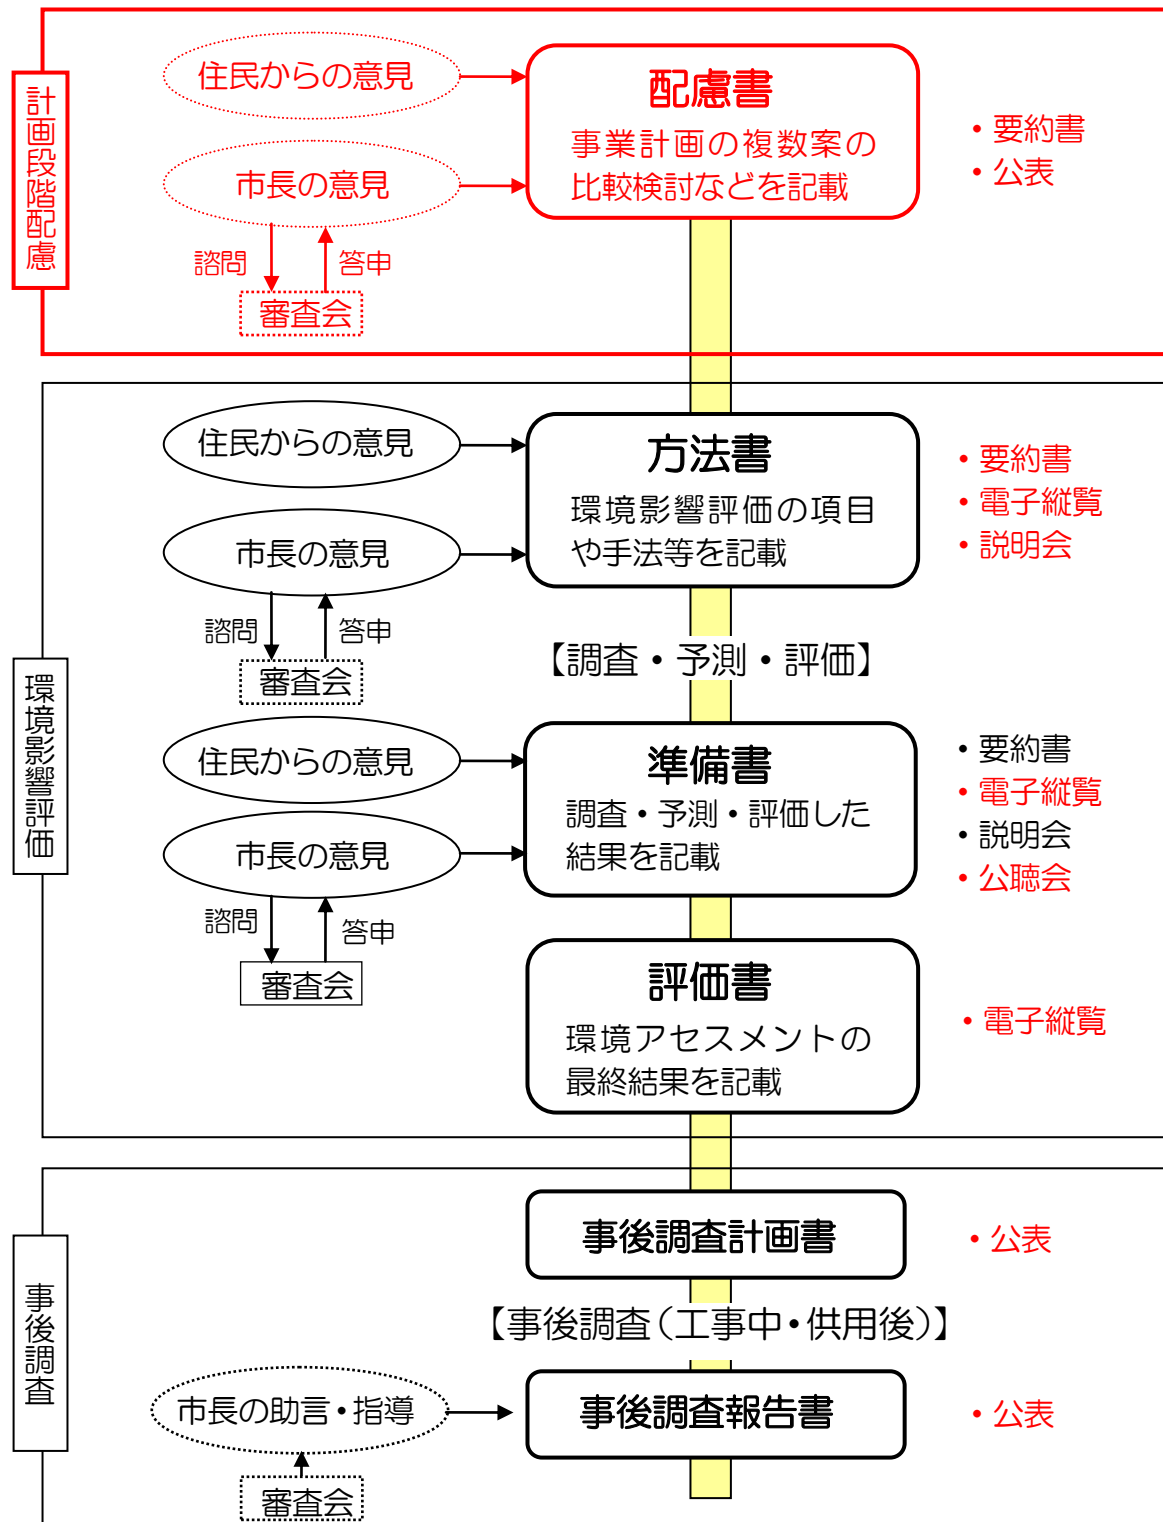 計画段階配慮
住民からの意見
配慮書
事業計画の複数案の
比較検討などを記載
・要約書
・公表
市長の意見
諮問
答申
審査会
環境影響評価
住民からの意見
方法書
環境影響評価の項目
や手法等を記載
・要約書
・電子縦覧
・説明会
市長の意見
諮問
答申
審査会
【調査・予測・評価】
住民からの意見
準備書
調査・予測・評価した
結果を記載
・要約書
・電子縦覧
・説明会
・公聴会
市長の意見
諮問
答申
審査会
評価書
環境アセスメントの
最終結果を記載
・電子縦覧
事後調査
事後調査計画書
・公表
【事後調査(工事中・供用後)】
市長の助言・指導
事後調査報告書
・公表
審査会